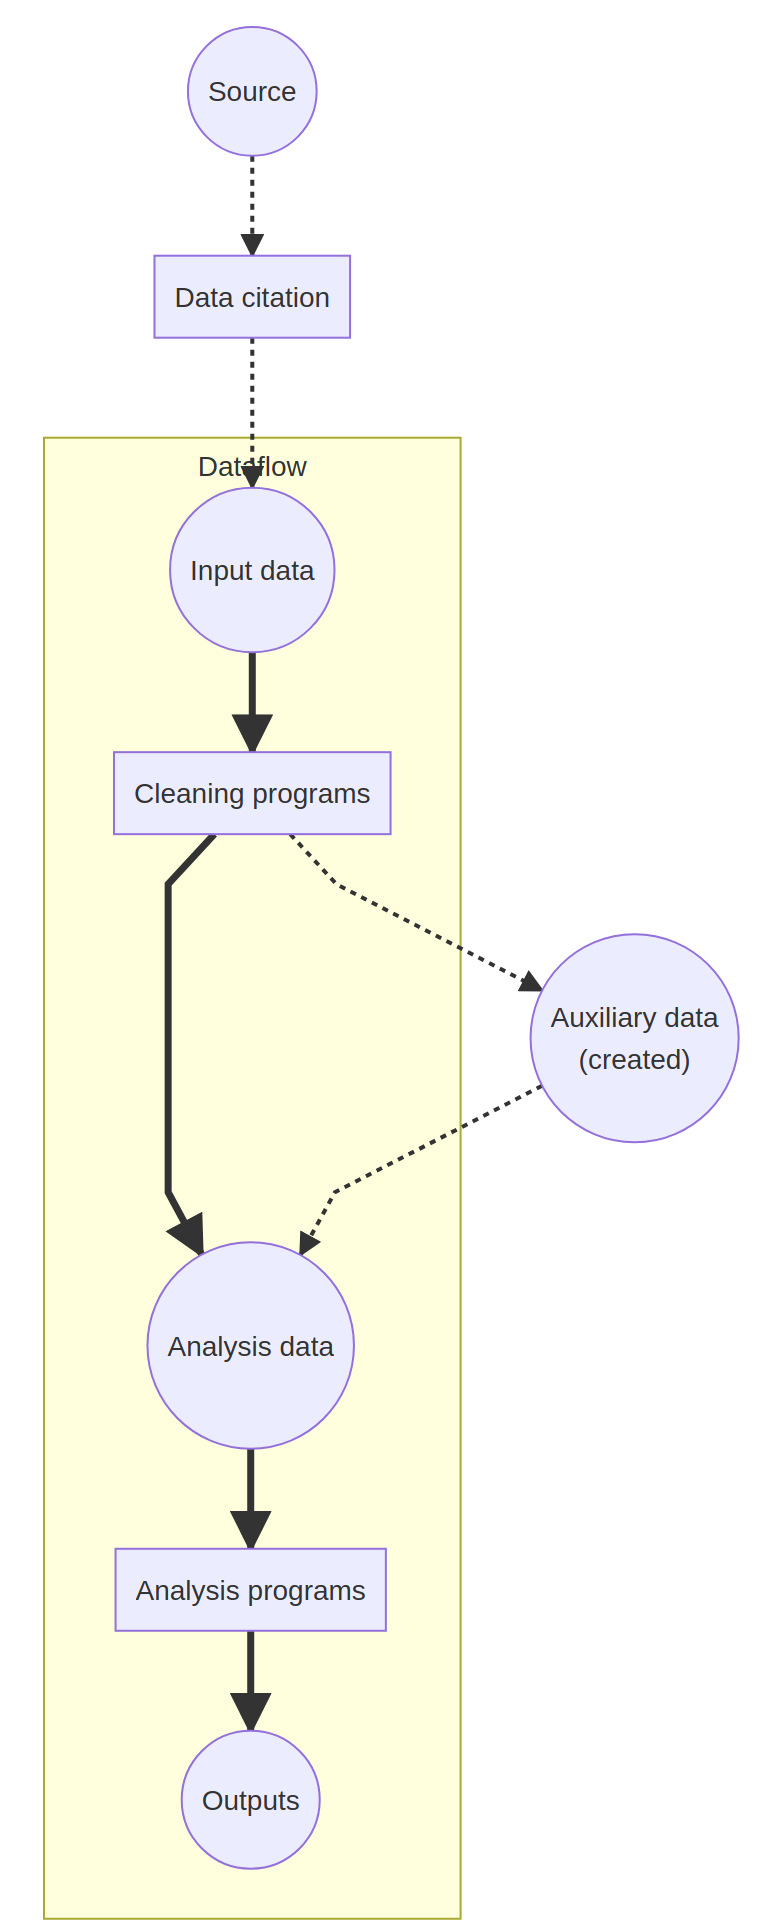 Source
Data citation
Dataflow
Input data
Cleaning programs
Auxiliary data
(created)
Analysis data
Analysis programs
Outputs